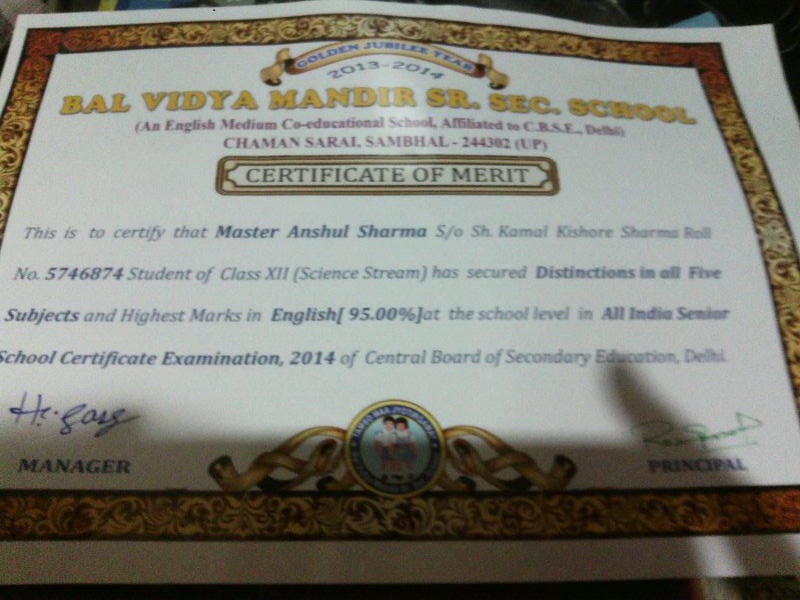 GOLDEN JUBILEE YEAR
2013-2014
BAL VIDYA MANDIR SR. SEC. SCHOOL
(An English Medium Co-educational School, Affiliated to C.B.S.E., Delhi)
CHAMAN SARAI, SAMBHAL - 244302 (UP)
CERTIFICATE OF MERIT
This is to certify that Master Anshul Sharma S/o Sh. Kamal Kishore Sharma Roll
No. 5746874 Student of Class XII (Science Stream) has secured Distinctions in all Five
Subjects and Highest Marks in English[ 95.00%]at the school level in All India Senior
School Certificate Examination, 2014 of Central Board of Secondary Education, Delhi.
MANAGER
PRINCIPAL